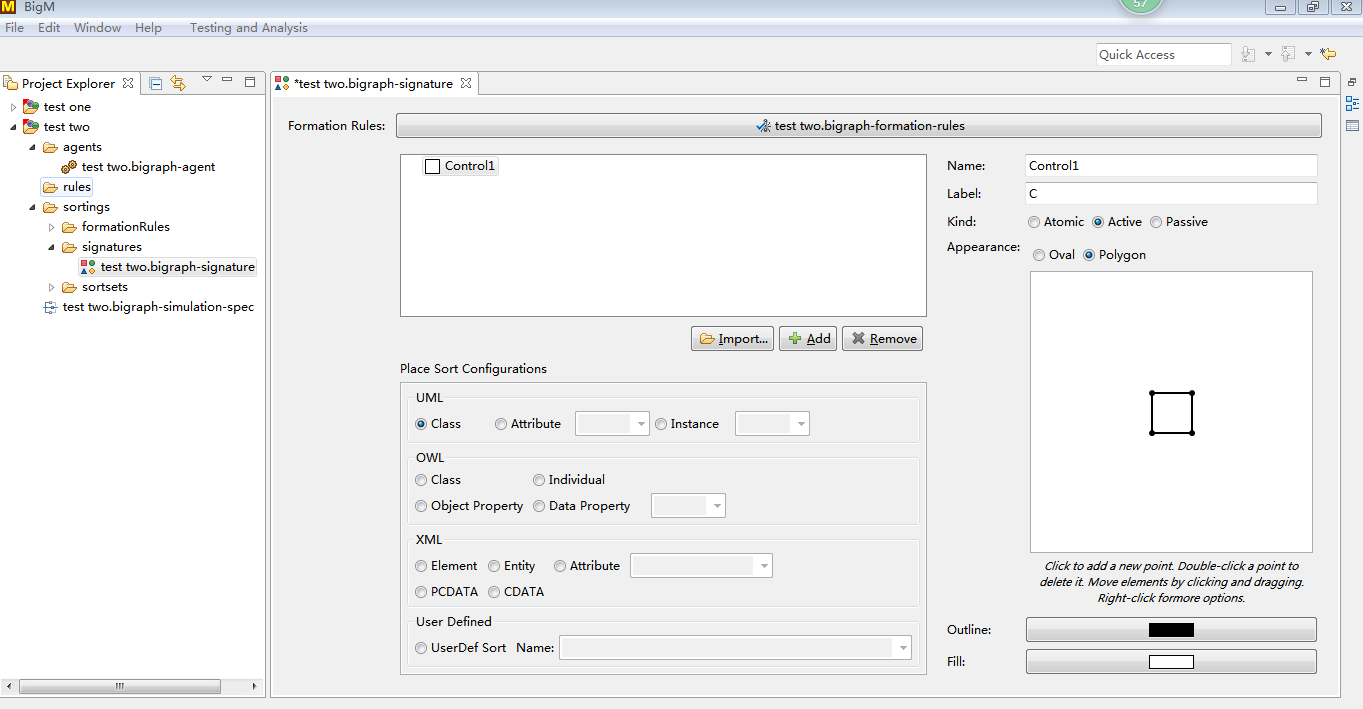 BigM
57
File Edit Window Help Testing and Analysis
Quick Access
Project Explorer
*test two.bigraph-signature
test one
test two
agents
test two.bigraph-agent
rules
sortings
formationRules
signatures
test two.bigraph-signature
sortsets
test two.bigraph-simulation-spec
Formation Rules: test two.bigraph-formation-rules
Control1
Import... Add Remove
Place Sort Configurations
UML
Class Attribute Instance
OWL
Class Individual
Object Property Data Property
XML
Element Entity Attribute
PCDATA CDATA
User Defined
UserDef Sort Name:
Name: Control1
Label: C
Kind: Atomic Active Passive
Appearance: Oval Polygon
Click to add a new point. Double-click a point to
delete it. Move elements by clicking and dragging.
Right-click formore options.
Outline:
Fill: